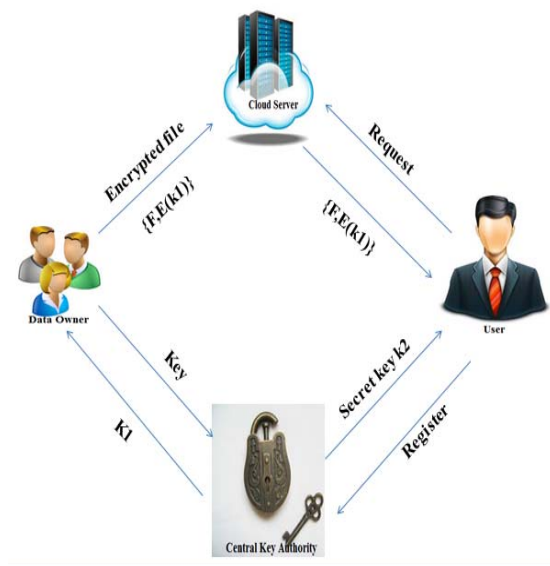 Cloud Server
Encrypted file
{F,E(k1)}
Request
{F,E(k1)}
Data Owner
User
Key
K1
Secret key k2
Register
Central Key Authority